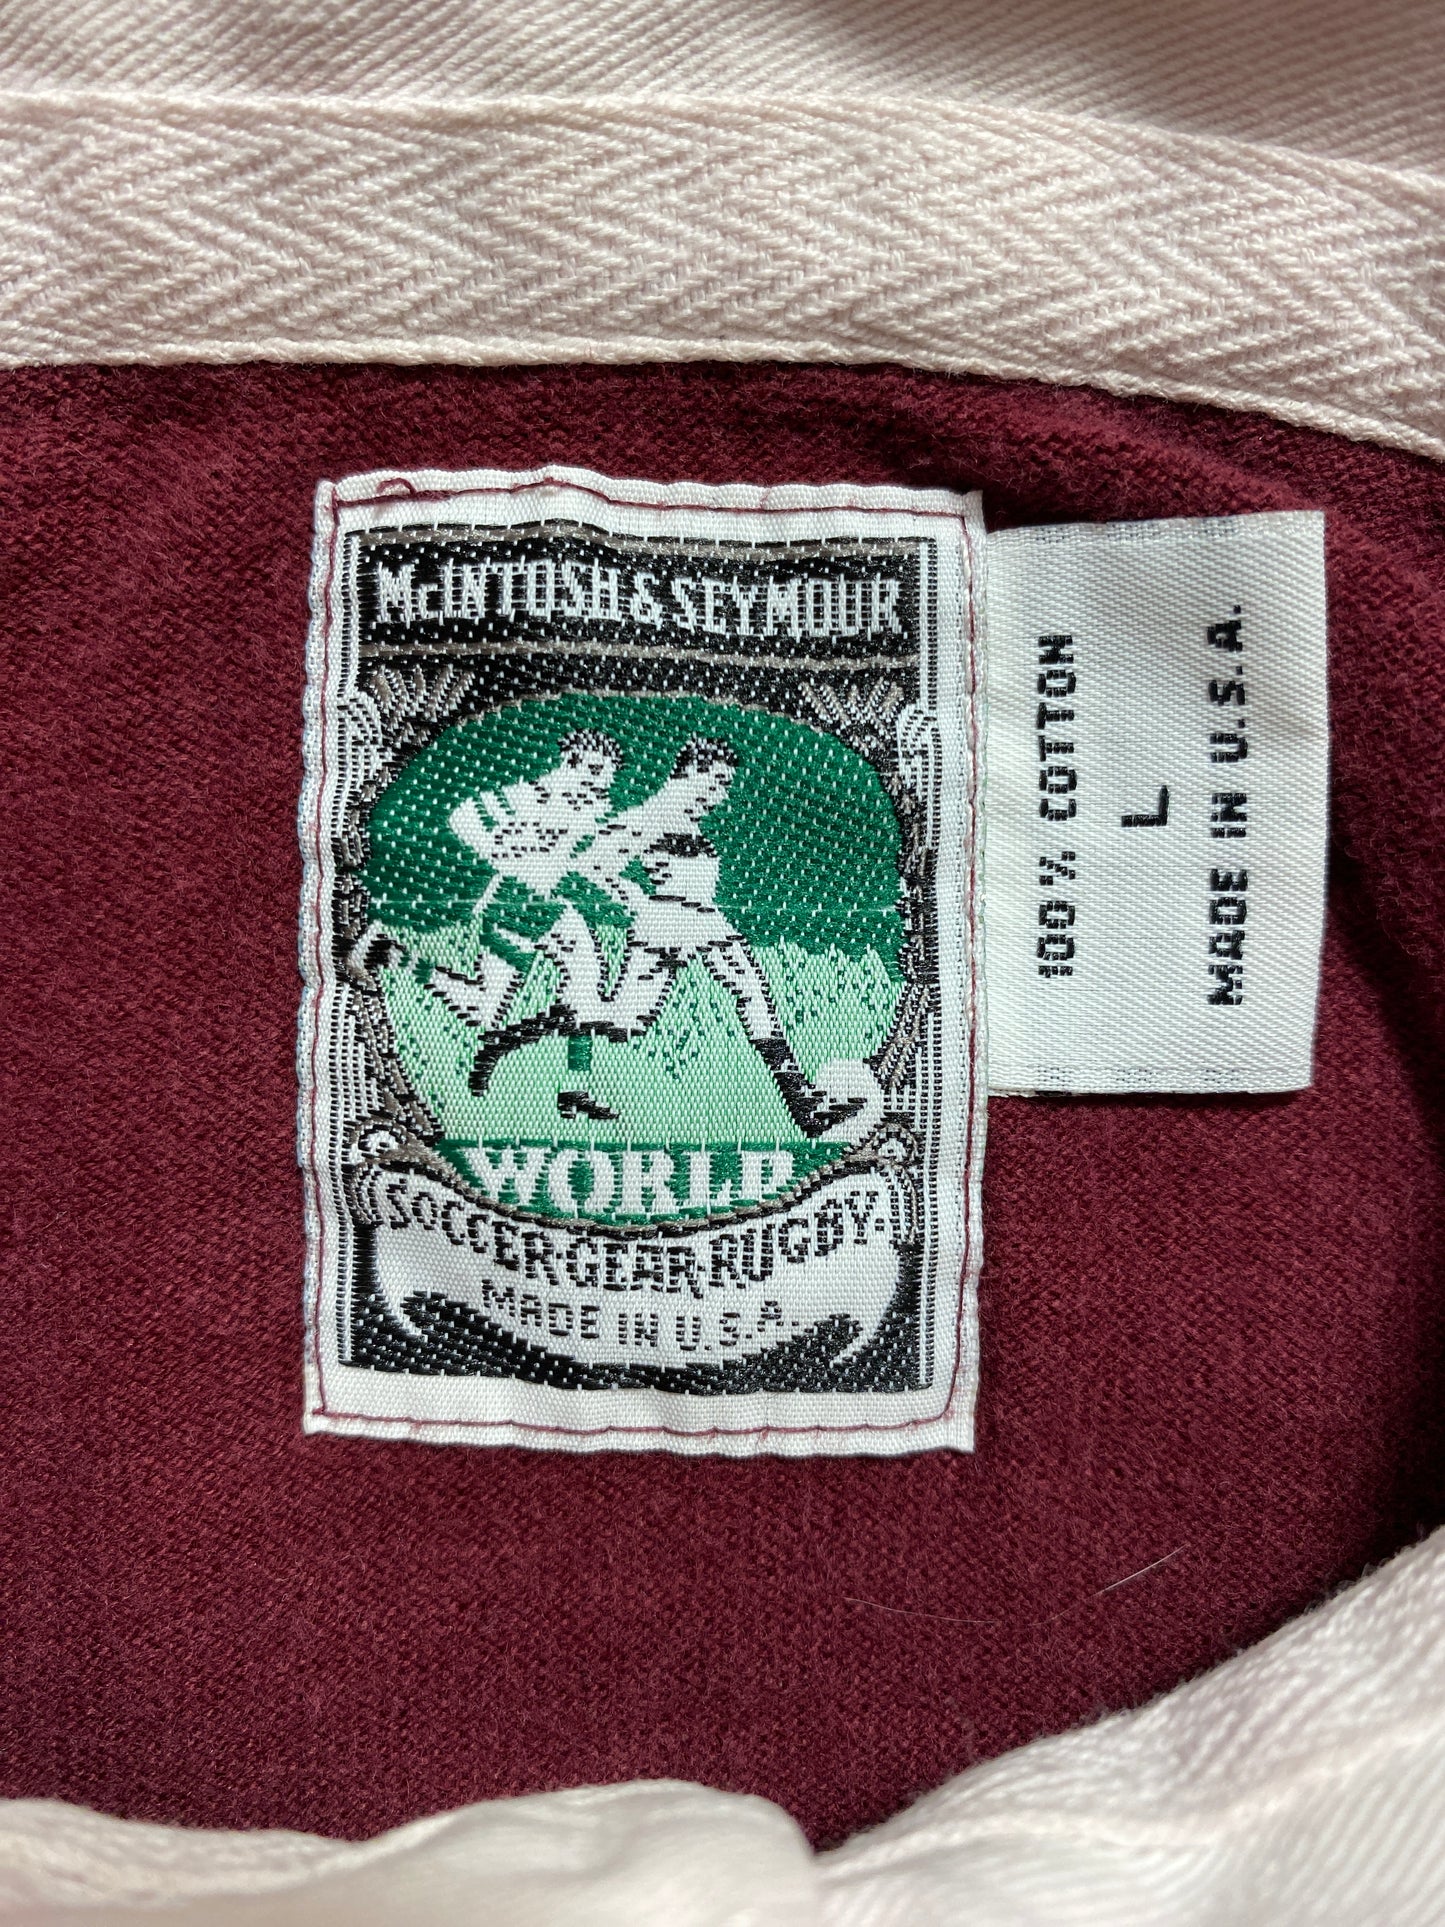 McINTOSH & SEYMOUR
WORLD
SOCCER·GEAR·RUGBY
MADE IN U.S.A.
100% COTTON
L
MADE IN U.S.A.